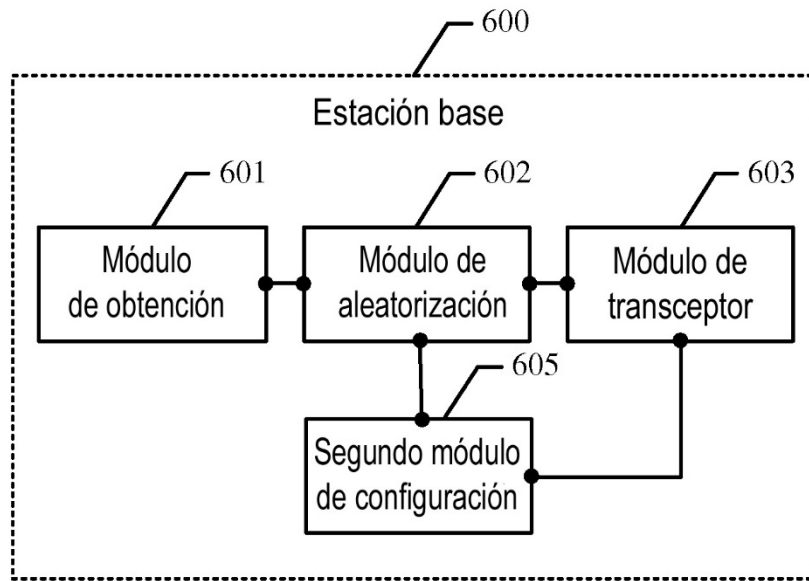 600
Estación base
601
602
603
Módulo
de obtención
Módulo de
aleatorización
Módulo de
transceptor
605
Segundo módulo
de configuración